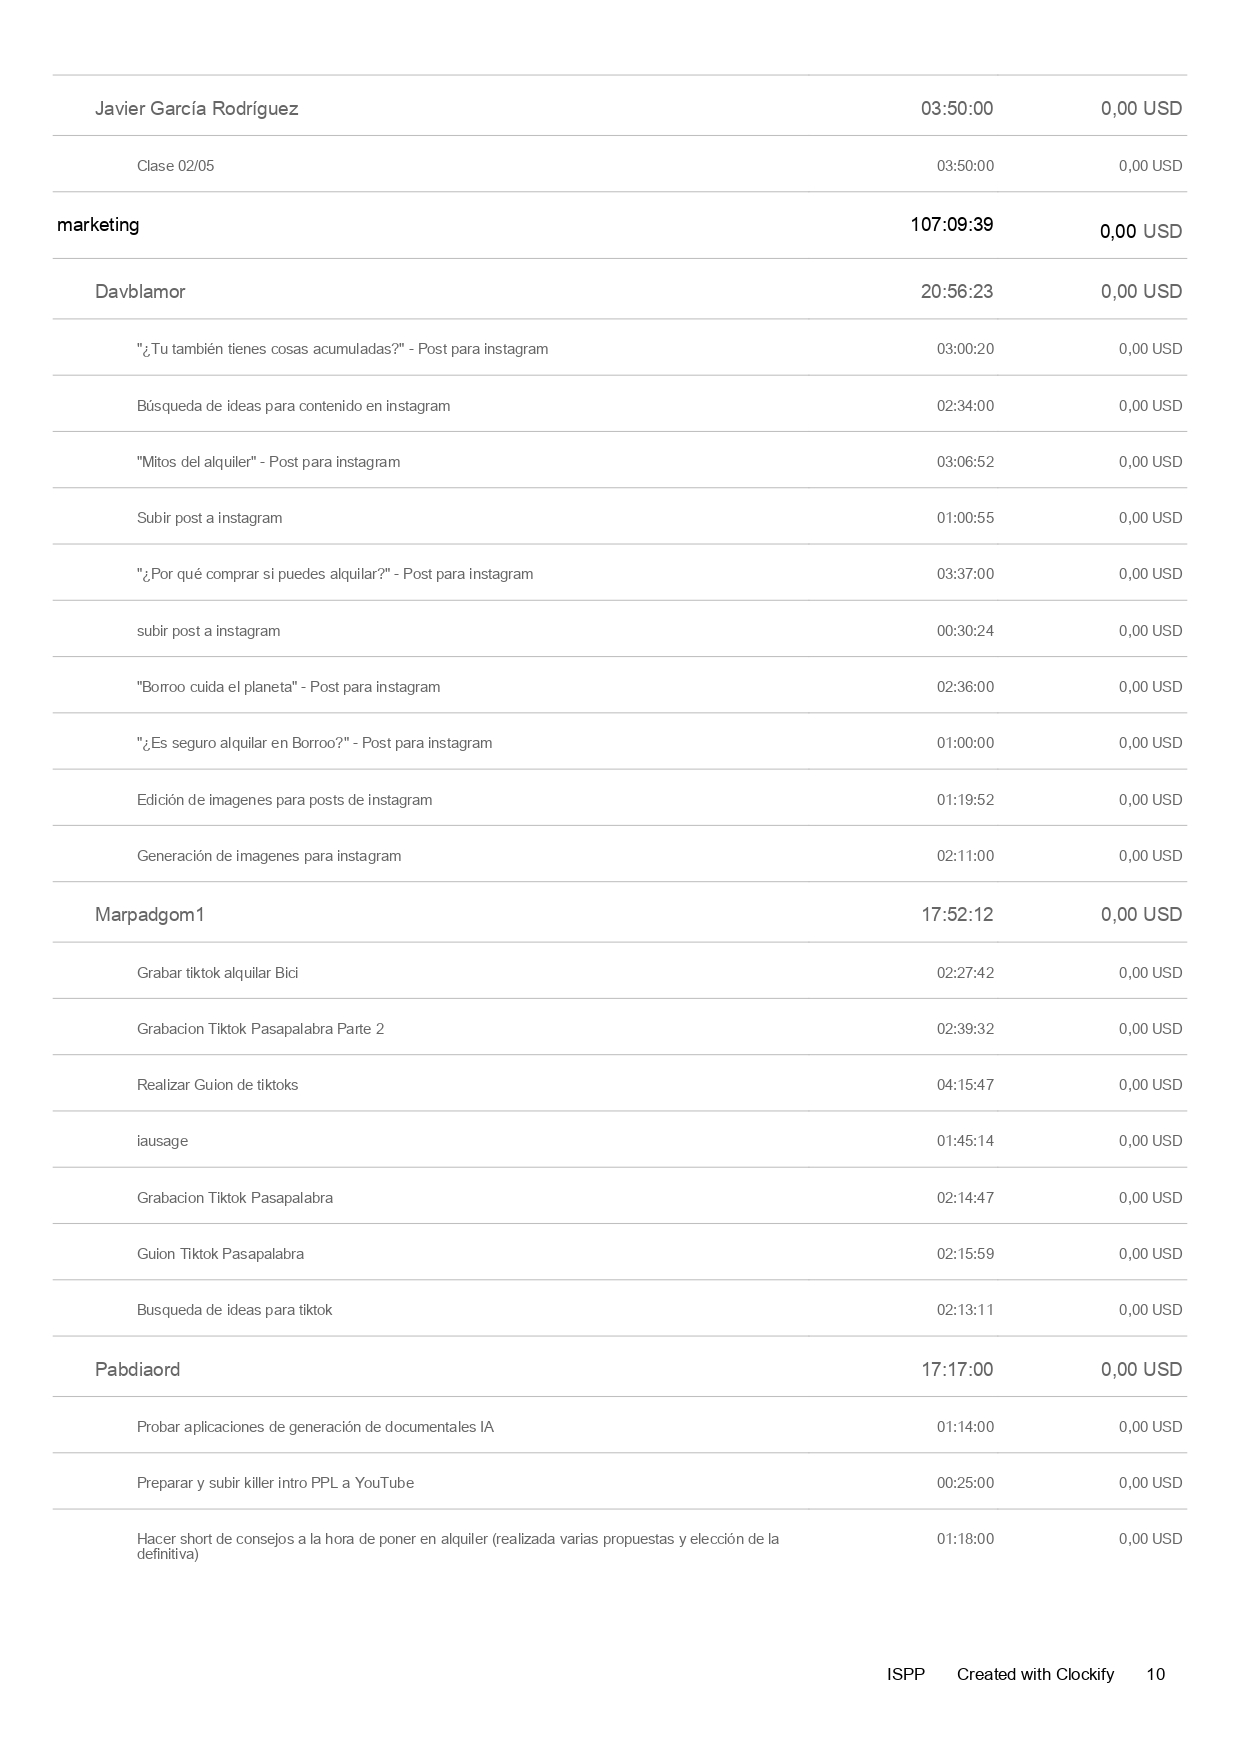 Javier García Rodríguez 03:50:00 0,00 USD
Clase 02/05 03:50:00 0,00 USD
marketing 107:09:39 0,00 USD
Davblamor 20:56:23 0,00 USD
"¿Tu también tienes cosas acumuladas?" - Post para instagram 03:00:20 0,00 USD
Búsqueda de ideas para contenido en instagram 02:34:00 0,00 USD
"Mitos del alquiler" - Post para instagram 03:06:52 0,00 USD
Subir post a instagram 01:00:55 0,00 USD
"¿Por qué comprar si puedes alquilar?" - Post para instagram 03:37:00 0,00 USD
subir post a instagram 00:30:24 0,00 USD
"Borroo cuida el planeta" - Post para instagram 02:36:00 0,00 USD
"¿Es seguro alquilar en Borroo?" - Post para instagram 01:00:00 0,00 USD
Edición de imagenes para posts de instagram 01:19:52 0,00 USD
Generación de imagenes para instagram 02:11:00 0,00 USD
Marpadgom1 17:52:12 0,00 USD
Grabar tiktok alquilar Bici 02:27:42 0,00 USD
Grabacion Tiktok Pasapalabra Parte 2 02:39:32 0,00 USD
Realizar Guion de tiktoks 04:15:47 0,00 USD
iausage 01:45:14 0,00 USD
Grabacion Tiktok Pasapalabra 02:14:47 0,00 USD
Guion Tiktok Pasapalabra 02:15:59 0,00 USD
Busqueda de ideas para tiktok 02:13:11 0,00 USD
Pabdiaord 17:17:00 0,00 USD
Probar aplicaciones de generación de documentales IA 01:14:00 0,00 USD
Preparar y subir killer intro PPL a YouTube 00:25:00 0,00 USD
Hacer short de consejos a la hora de poner en alquiler (realizada varias propuestas y elección de la 01:18:00 0,00 USD
definitiva)
ISPP Created with Clockify 10